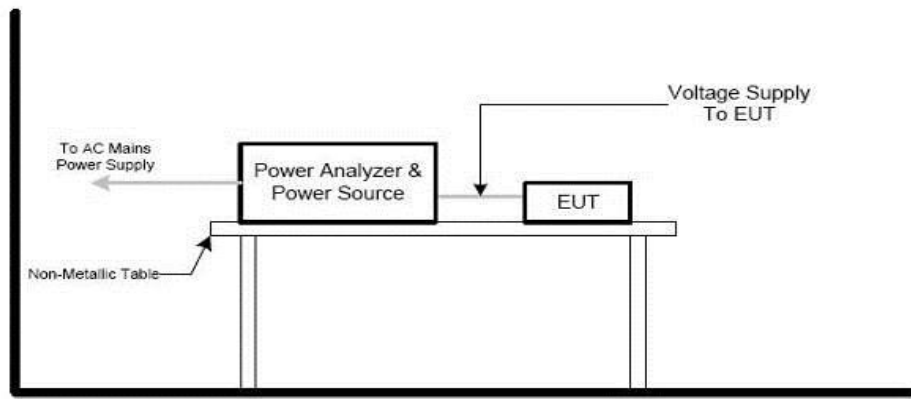 Voltage Supply
To EUT
To AC Mains
Power Supply
Power Analyzer &
Power Source
EUT
Non-Metallic Table